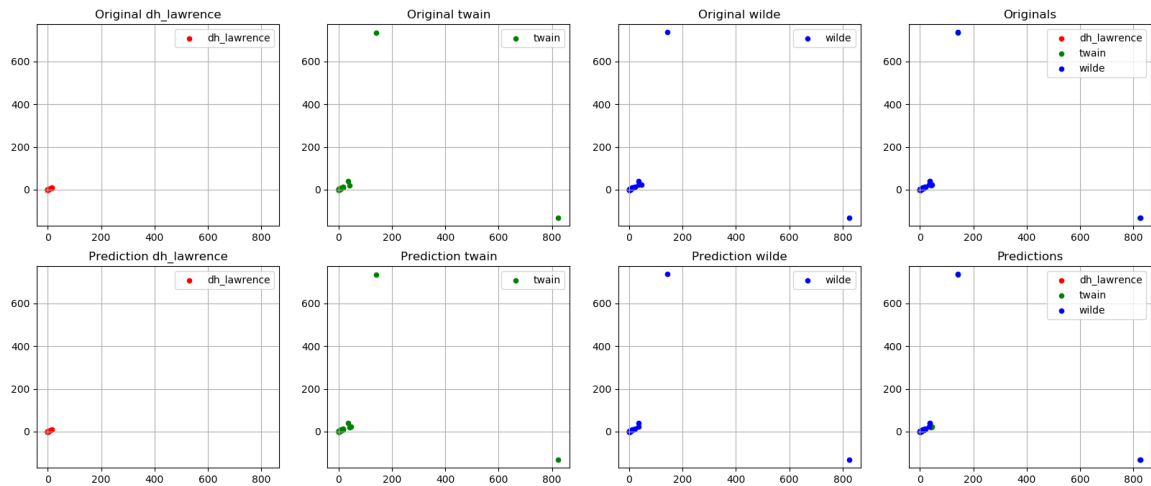 Original dh_lawrence
dh_lawrence
600
400
200
0
0 200 400 600 800
Original twain
twain
600
400
200
0
0 200 400 600 800
Original wilde
wilde
600
400
200
0
0 200 400 600 800
Originals
dh_lawrence
twain
wilde
600
400
200
0
0 200 400 600 800
Prediction dh_lawrence
dh_lawrence
600
400
200
0
0 200 400 600 800
Prediction twain
twain
600
400
200
0
0 200 400 600 800
Prediction wilde
wilde
600
400
200
0
0 200 400 600 800
Predictions
dh_lawrence
twain
wilde
600
400
200
0
0 200 400 600 800